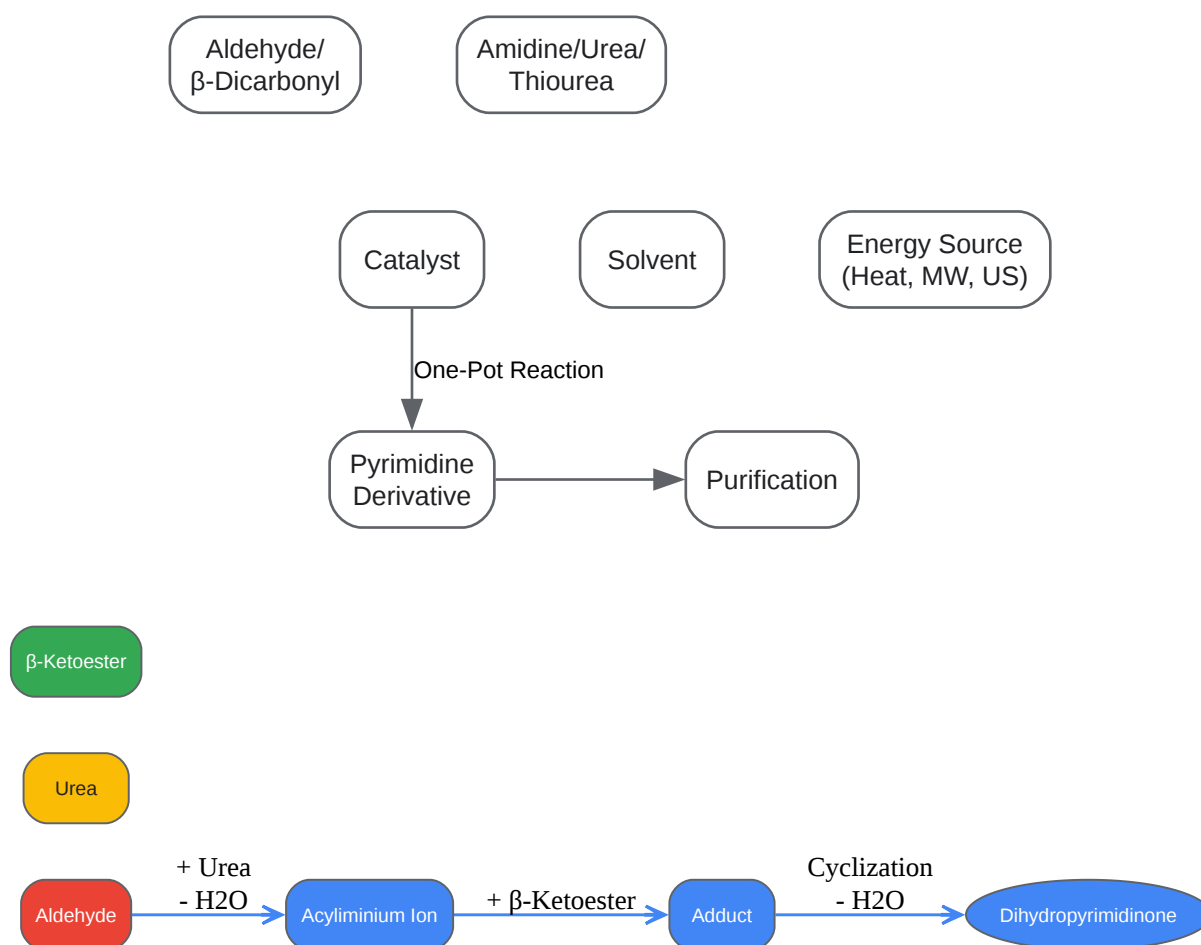 Aldehyde/
β-Dicarbonyl
Amidine/Urea/
Thiourea
Catalyst
Solvent
Energy Source
(Heat, MW, US)
One-Pot Reaction
Pyrimidine
Derivative
Purification
β-Ketoester
Urea
Aldehyde
+ Urea
- H2O
Acyliminium Ion
+ β-Ketoester
Adduct
Cyclization
- H2O
Dihydropyrimidinone